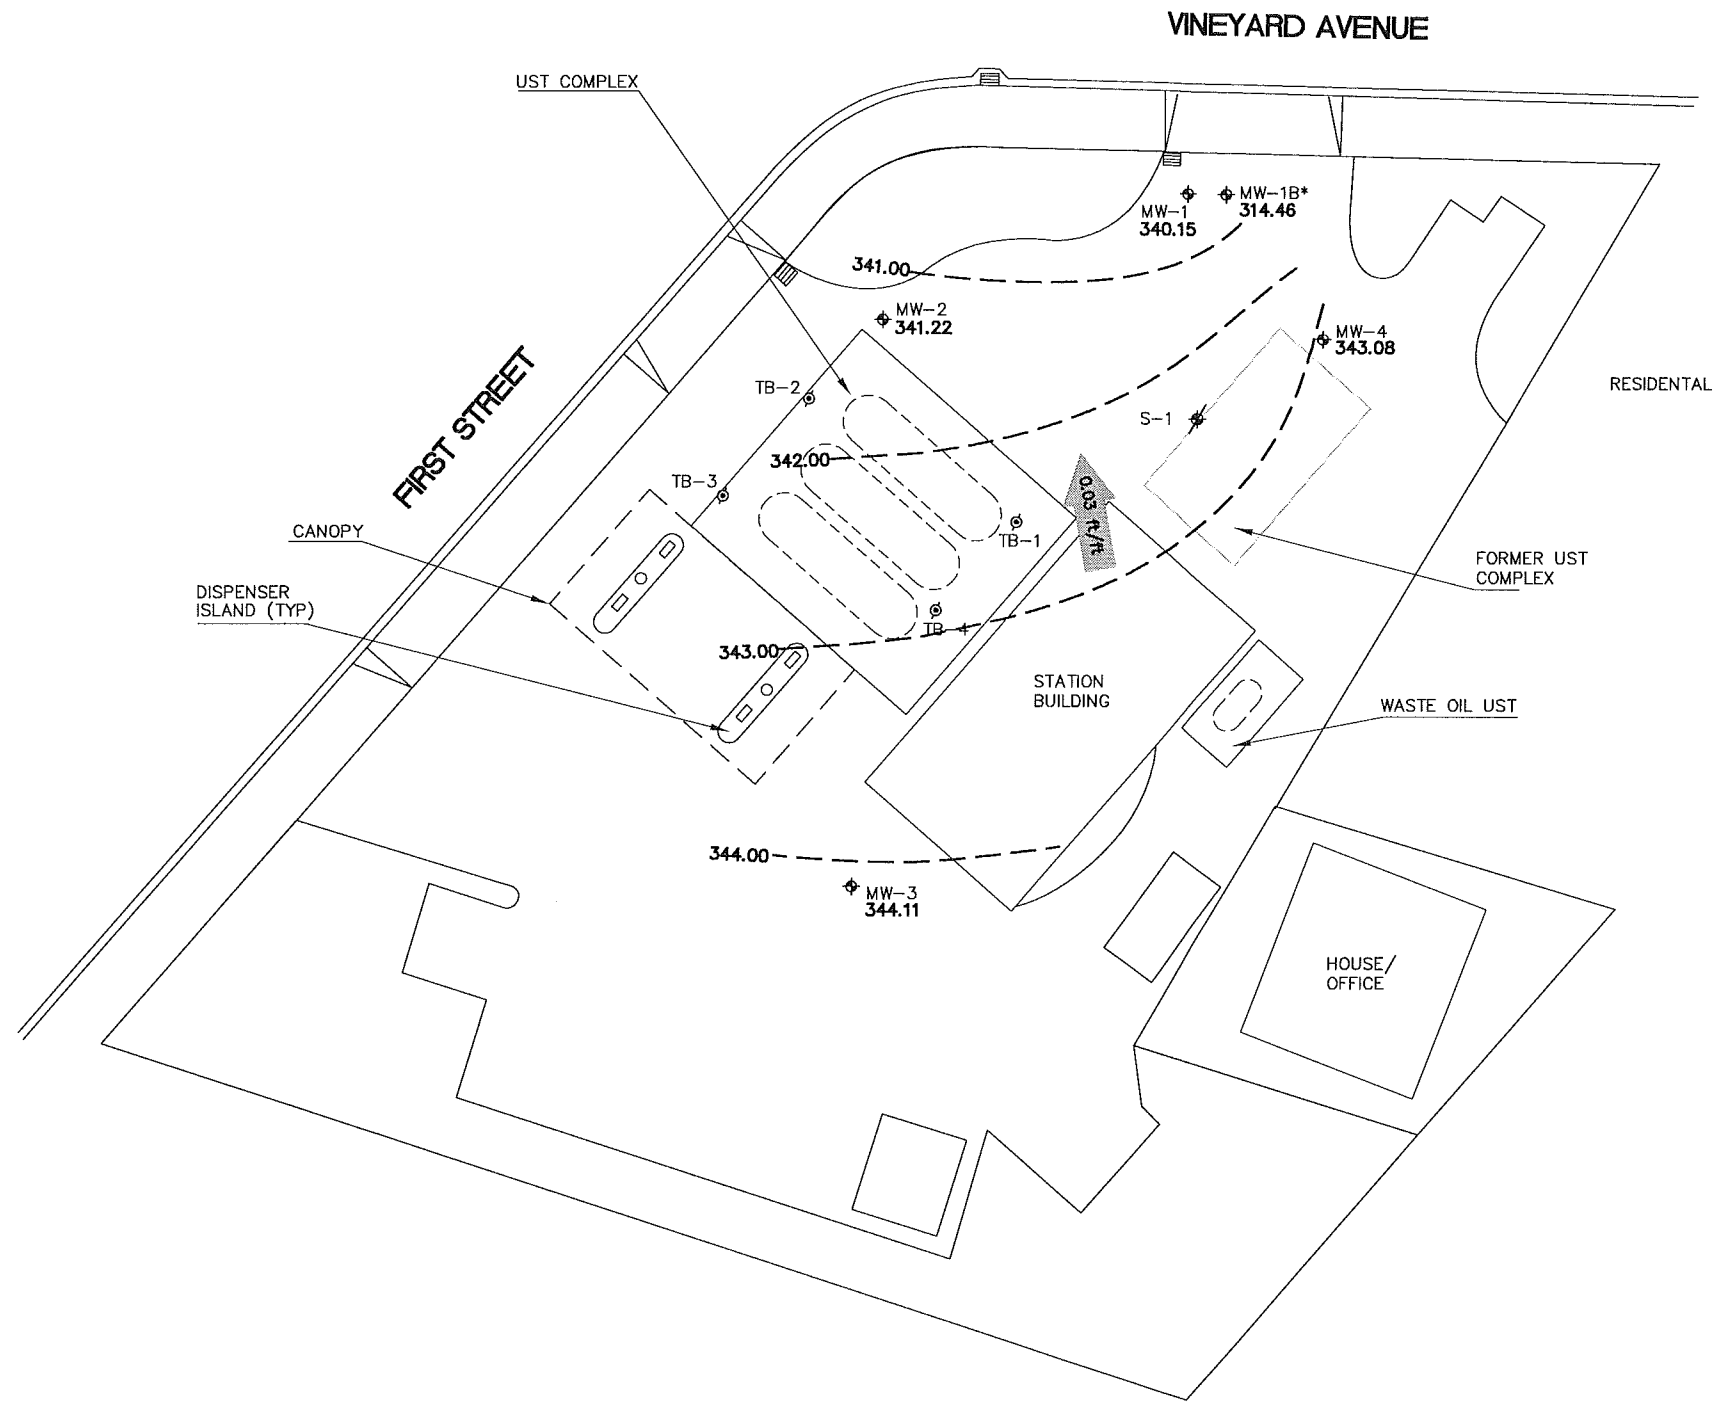 VINEYARD AVENUE
UST COMPLEX
MW-1B*
314.46
MW-1
340.15
341.00
MW-2
341.22
MW-4
343.08
FIRST STREET
TB-2
RESIDENTAL
S-1
342.00
TB-3
0.03 ft/ft
CANOPY
TB-1
FORMER UST
COMPLEX
DISPENSER
ISLAND (TYP)
TB-4
343.00
STATION
BUILDING
WASTE OIL UST
344.00
MW-3
344.11
HOUSE/
OFFICE